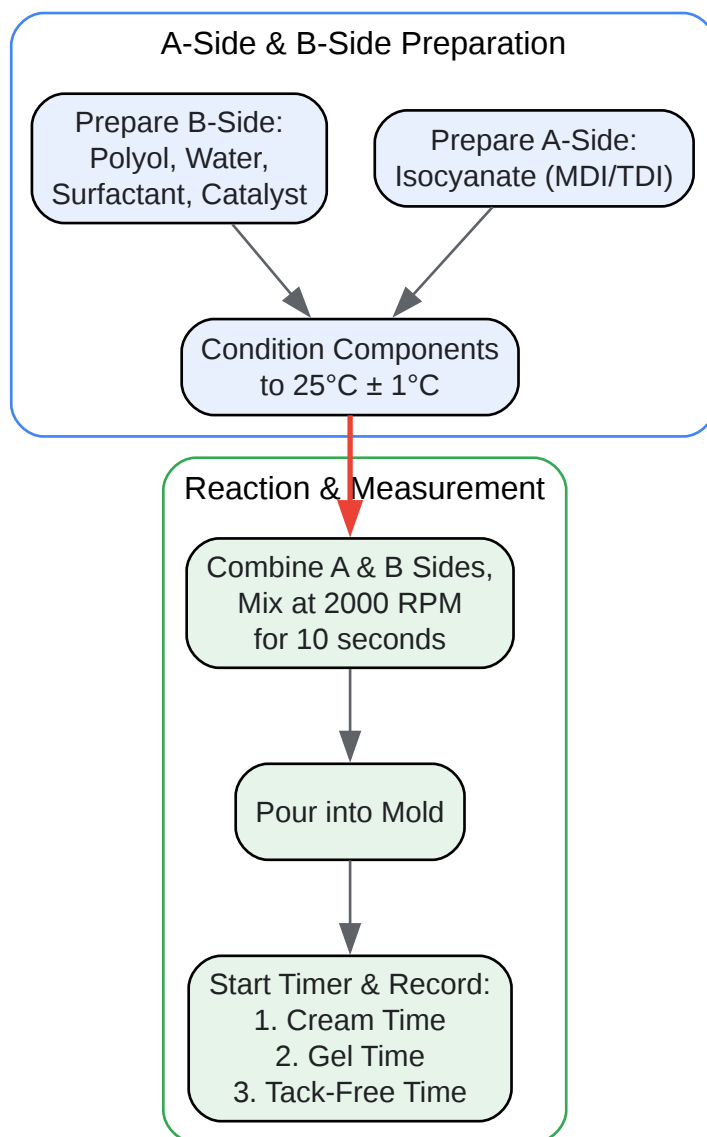 A-Side & B-Side Preparation
Prepare B-Side:
Polyol, Water,
Surfactant, Catalyst
Prepare A-Side:
Isocyanate (MDI/TDI)
Condition Components
to 25°C ± 1°C
Reaction & Measurement
Combine A & B Sides,
Mix at 2000 RPM
for 10 seconds
Pour into Mold
Start Timer & Record:
1. Cream Time
2. Gel Time
3. Tack-Free Time